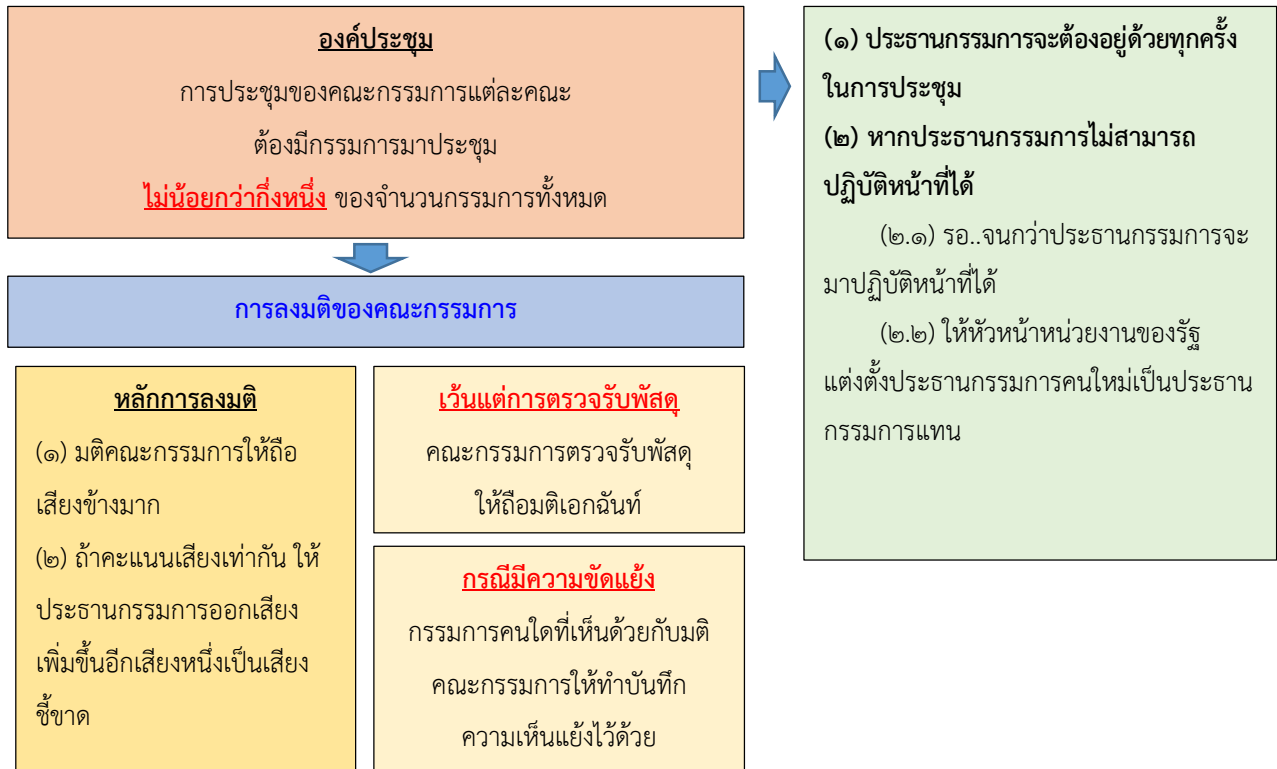 องค์ประชุม
การประชุมของคณะกรรมการแต่ละคณะ
ต้องมีกรรมการมาประชุม
ไม่น้อยกว่ากึ่งหนึ่ง ของจำนวนกรรมการทั้งหมด
(๑) ประธานกรรมการจะต้องอยู่ด้วยทุกครั้ง
ในการประชุม
(๒) หากประธานกรรมการไม่สามารถ
ปฏิบัติหน้าที่ได้
(๒.๑) รอ..จนกว่าประธานกรรมการจะ
มาปฏิบัติหน้าที่ได้
(๒.๒) ให้หัวหน้าหน่วยงานของรัฐ
แต่งตั้งประธานกรรมการคนใหม่เป็นประธาน
กรรมการแทน
การลงมติของคณะกรรมการ
หลักการลงมติ
(๑) มติคณะกรรมการให้ถือ
เสียงข้างมาก
(๒) ถ้าคะแนนเสียงเท่ากัน ให้
ประธานกรรมการออกเสียง
เพิ่มขึ้นอีกเสียงหนึ่งเป็นเสียง
ชี้ขาด
เว้นแต่การตรวจรับพัสดุ
คณะกรรมการตรวจรับพัสดุ
ให้ถือมติเอกฉันท์
กรณีมีความขัดแย้ง
กรรมการคนใดที่เห็นด้วยกับมติ
คณะกรรมการให้ทำบันทึก
ความเห็นแย้งไว้ด้วย